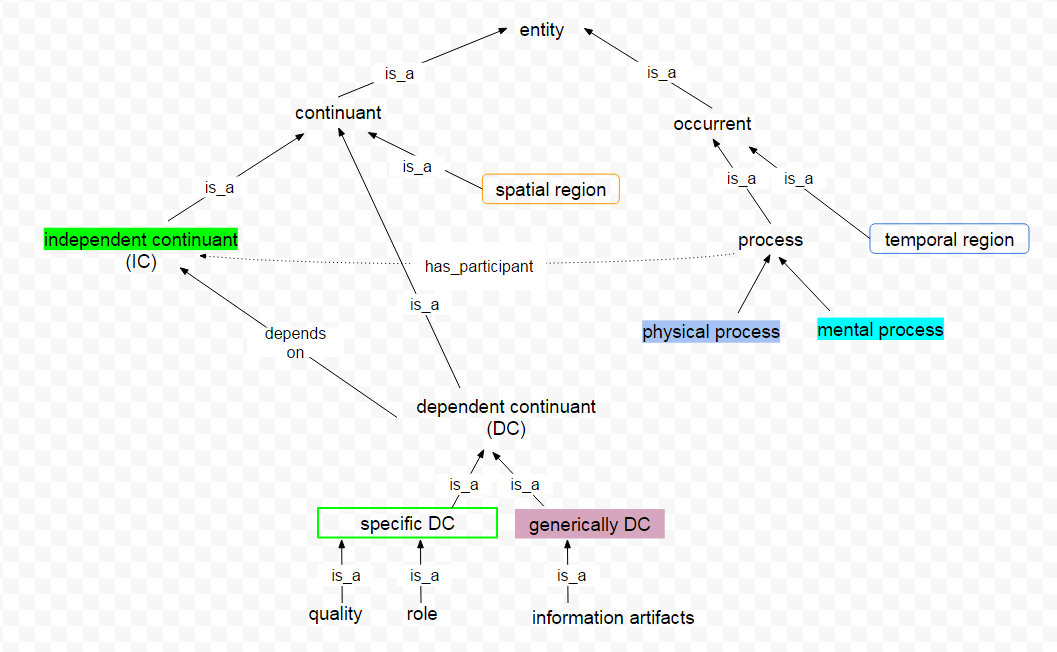 entity
is_a
is_a
continuant
occurrent
is_a
is_a
is_a
is_a
spatial region
independent continuant
(IC)
process
temporal region
has_participant
is_a
depends
on
physical process
mental process
dependent continuant
(DC)
is_a
is_a
specific DC
generically DC
is_a
is_a
is_a
quality
role
information artifacts